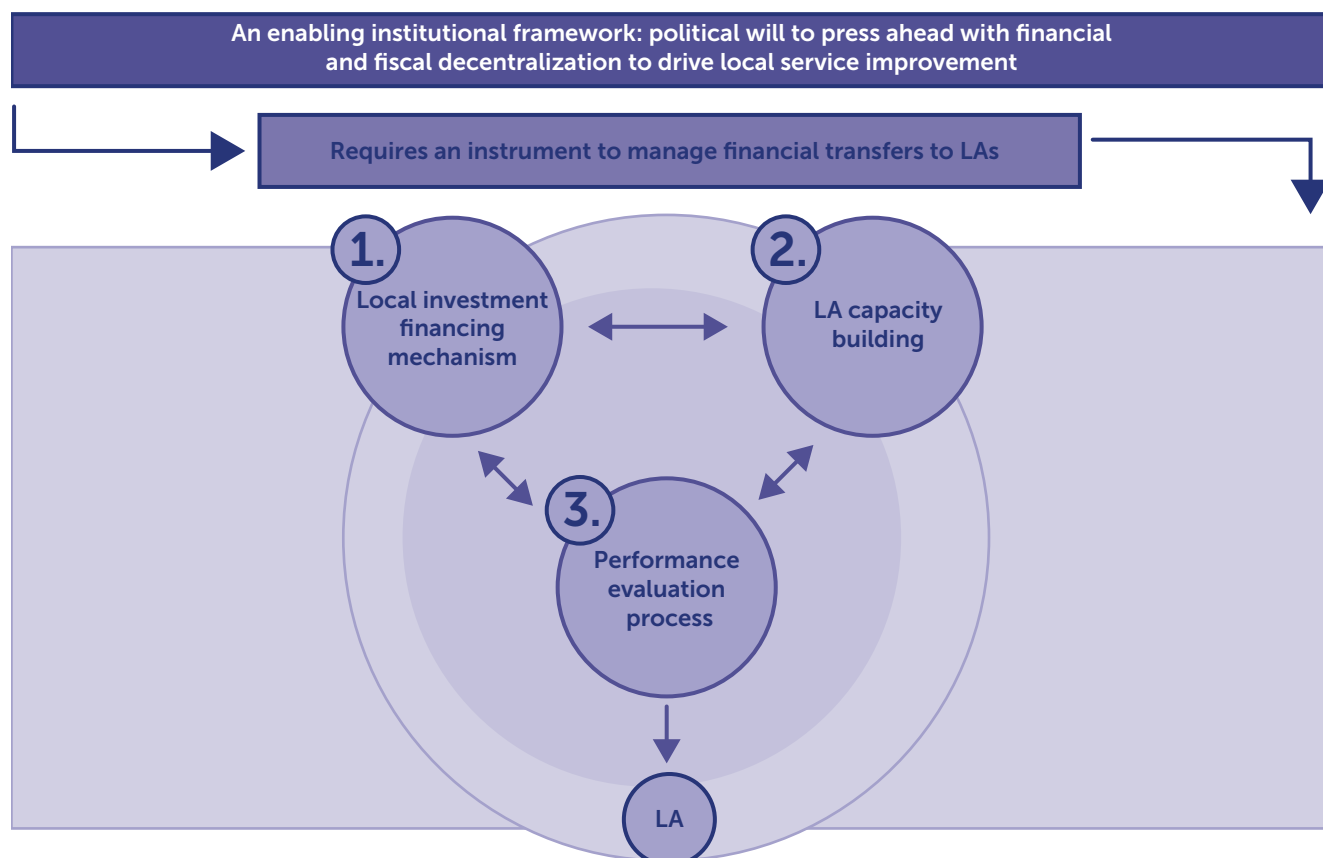 An enabling institutional framework: political will to press ahead with financial
and fiscal decentralization to drive local service improvement
Requires an instrument to manage financial transfers to LAs
1.
Local investment
financing
mechanism
2.
LA capacity
building
3.
Performance
evaluation
process
LA